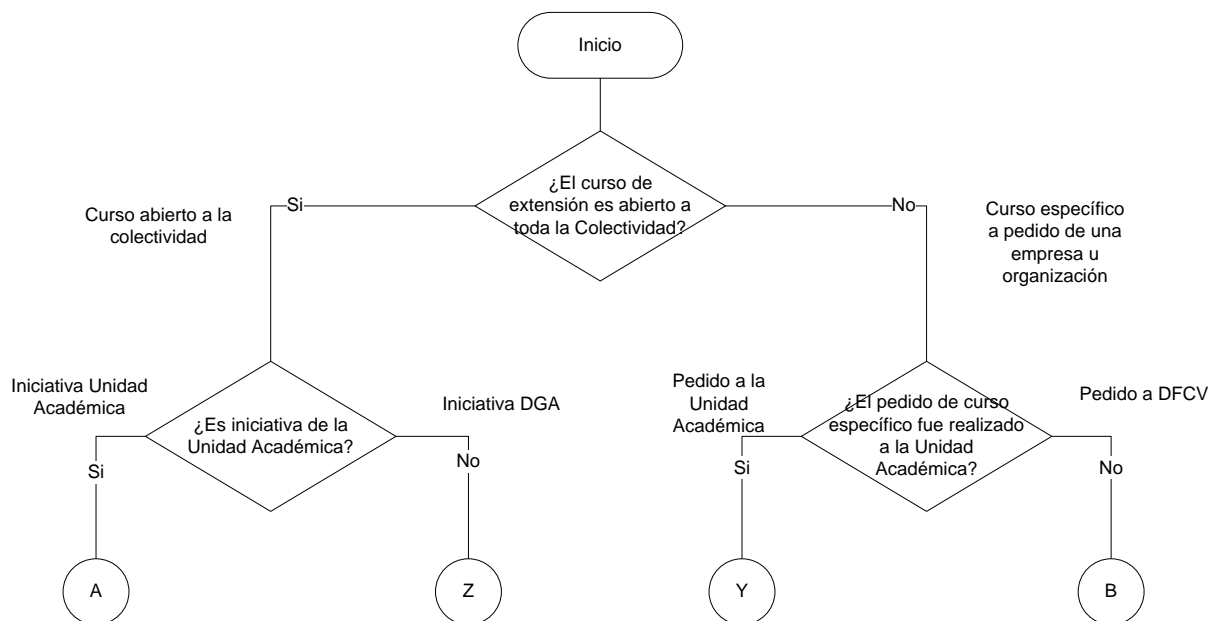 Inicio
¿El curso de
extensión es abierto a
toda la Colectividad?
Si
No
Curso abierto a la
colectividad
Curso específico
a pedido de una
empresa u
organización
Iniciativa Unidad
Académica
¿Es iniciativa de la
Unidad Académica?
Iniciativa DGA
Si
No
Pedido a la
Unidad
Académica
¿El pedido de curso
específico fue realizado
a la Unidad
Académica?
Pedido a DFCV
Si
No
A
Z
Y
B